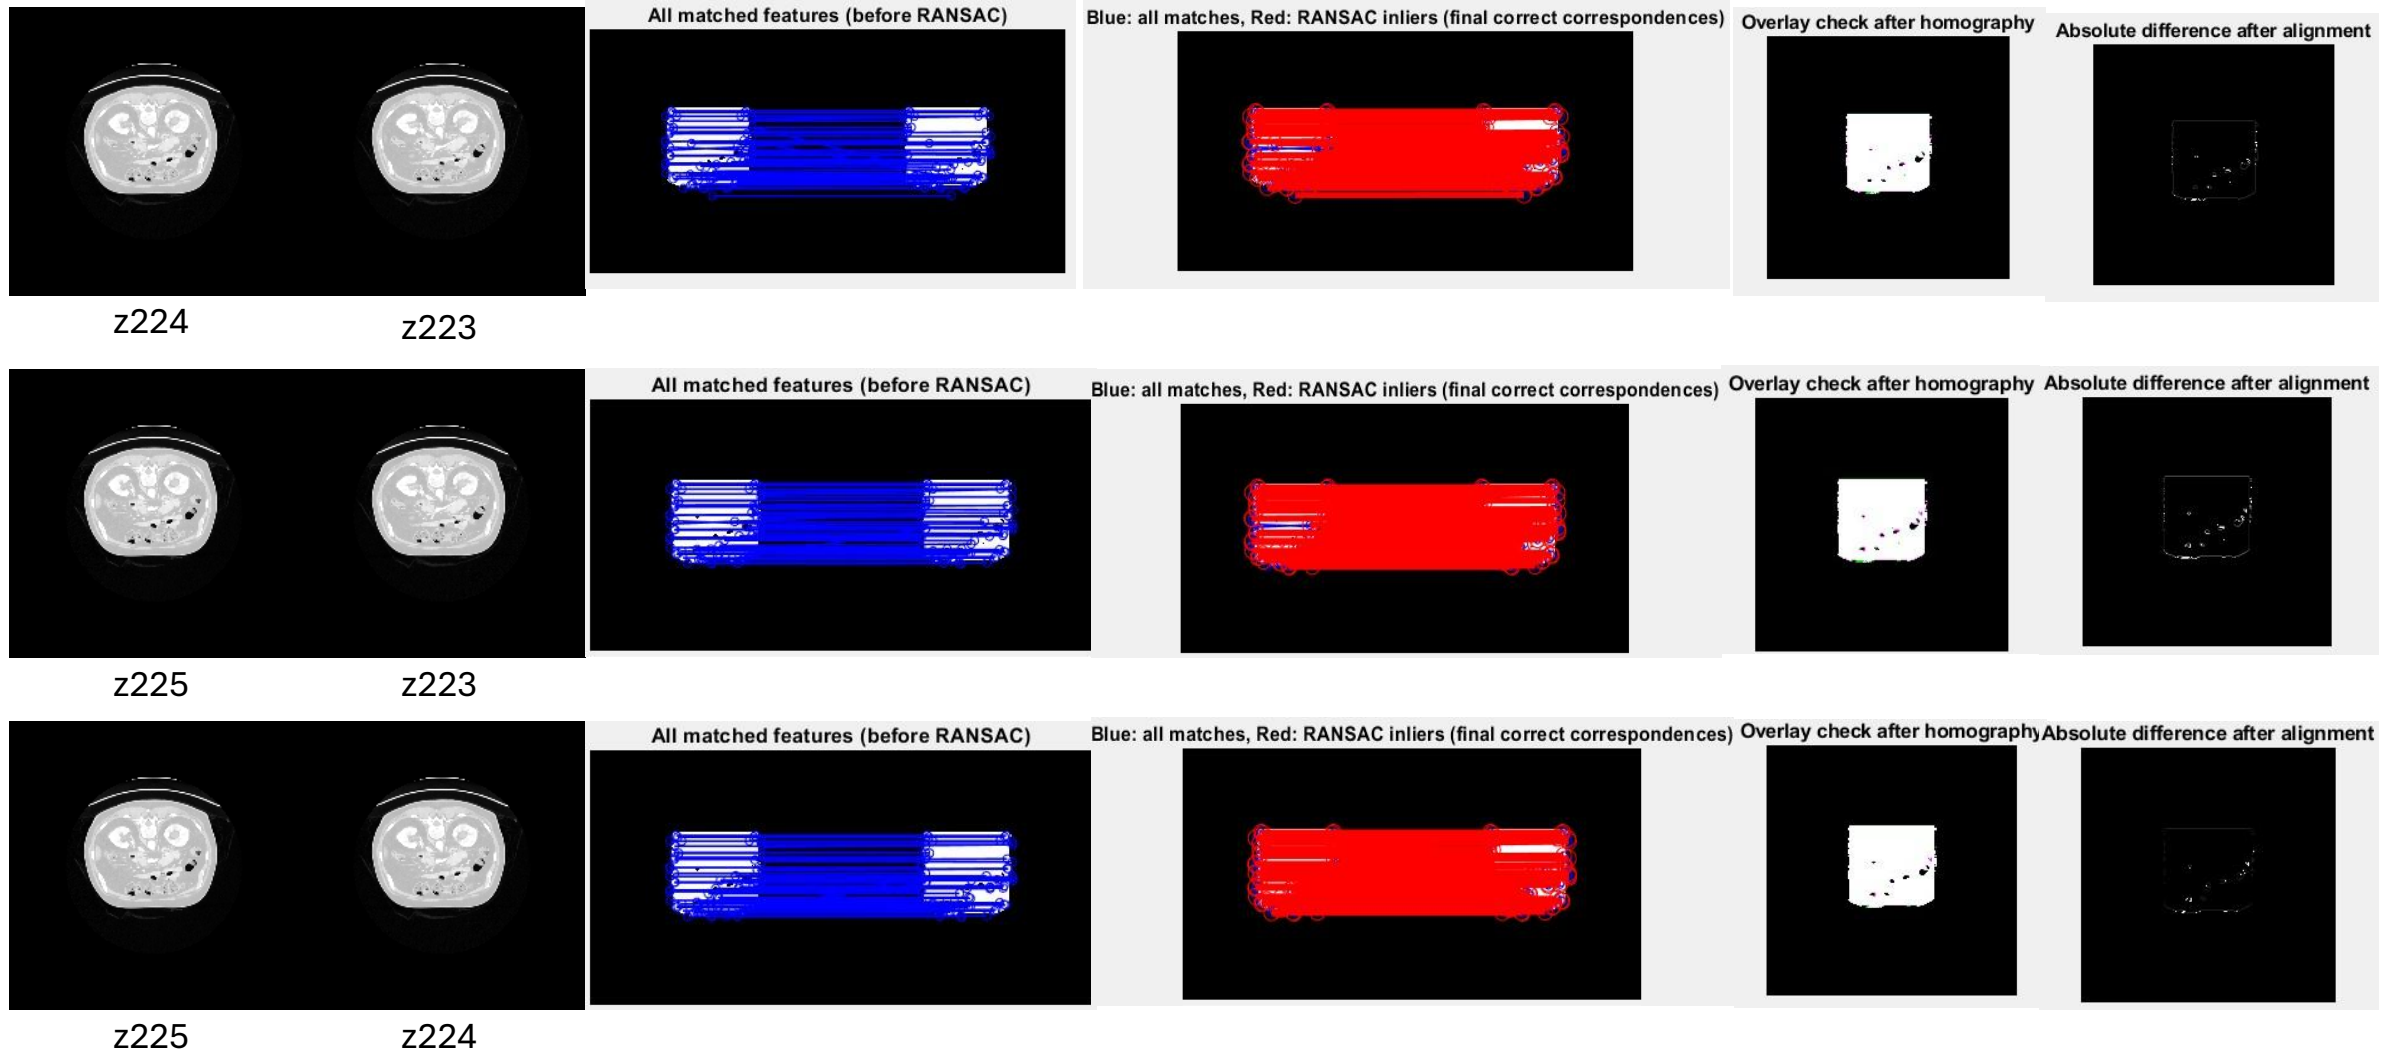 All matched features (before RANSAC)
Blue: all matches, Red: RANSAC inliers (final correct correspondences)
Overlay check after homography
Absolute difference after alignment
z224
z223
All matched features (before RANSAC)
Blue: all matches, Red: RANSAC inliers (final correct correspondences)
Overlay check after homography
Absolute difference after alignment
z225
z223
All matched features (before RANSAC)
Blue: all matches, Red: RANSAC inliers (final correct correspondences)
Overlay check after homography
Absolute difference after alignment
z225
z224